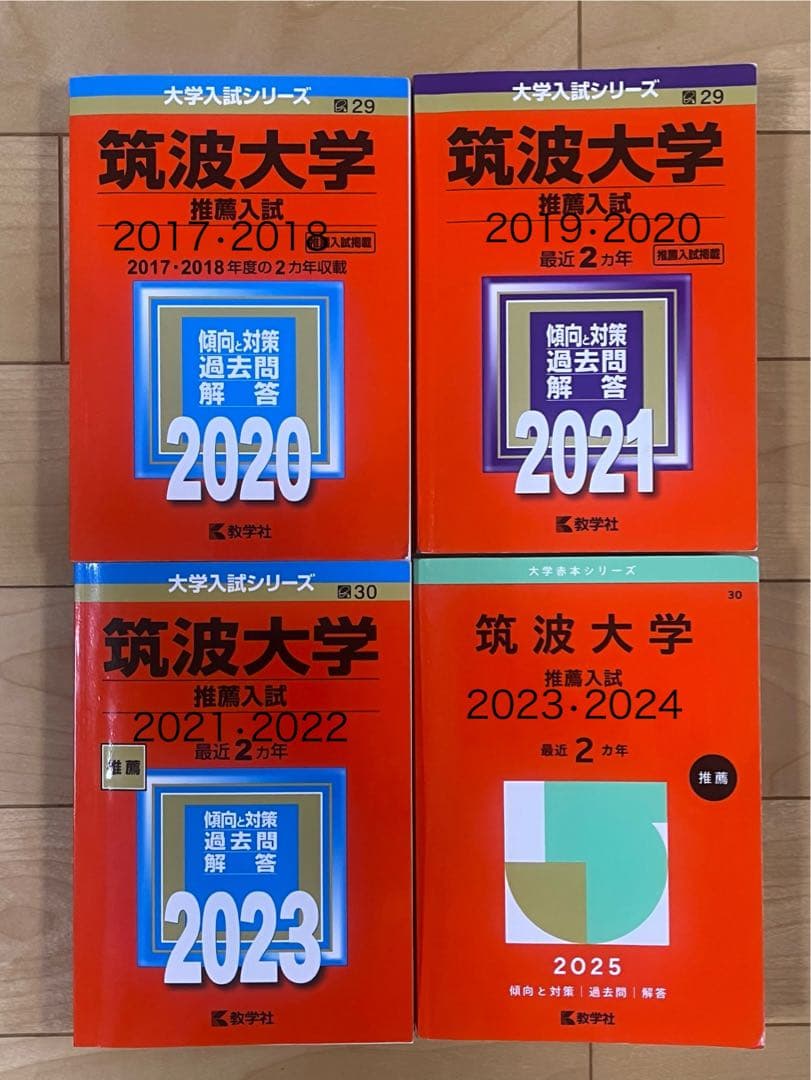 大学入試シリーズ
29
筑波大学
推薦入試
2017・2018
推薦入試掲載
2017・2018年度の2カ年収載
傾向と対策
過去問
解答
2020
教学社
大学入試シリーズ
29
筑波大学
推薦入試
2019・2020
最近2カ年
推薦入試掲載
傾向と対策
過去問
解答
2021
教学社
大学入試シリーズ
30
筑波大学
推薦入試
2021・2022
最近2カ年
推薦
傾向と対策
過去問
解答
2023
教学社
大学赤本シリーズ
30
筑波大学
推薦入試
2023・2024
最近2カ年
推薦
2025
傾向と対策|過去問|解答
教学社